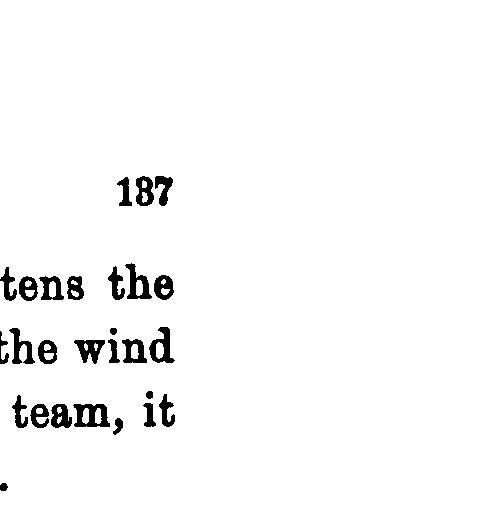 187
tens the
the wind
team, it
.